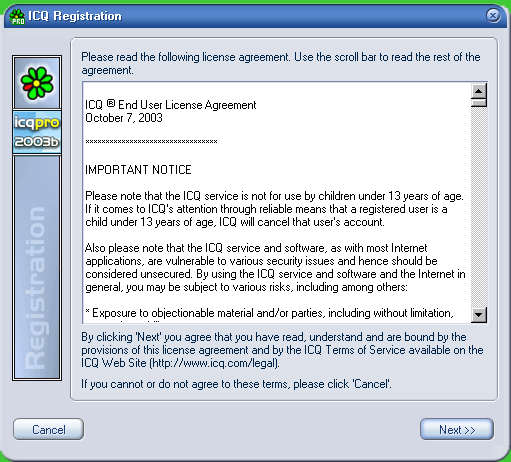 ICQ Registration
PRO
Please read the following license agreement. Use the scroll bar to read the rest of the
agreement.
icqpro
2003b
Registration
ICQ ® End User License Agreement
October 7, 2003
*******************************
IMPORTANT NOTICE
Please note that the ICQ service is not for use by children under 13 years of age.
If it comes to ICQ's attention through reliable means that a registered user is a
child under 13 years of age, ICQ will cancel that user's account.
Also please note that the ICQ service and software, as with most Internet
applications, are vulnerable to various security issues and hence should be
considered unsecured. By using the ICQ service and software and the Internet in
general, you may be subject to various risks, including among others:
* Exposure to objectionable material and/or parties, including without limitation,
By clicking 'Next' you agree that you have read, understand and are bound by the
provisions of this license agreement and by the ICQ Terms of Service available on the
ICQ Web Site (http://www.icq.com/legal).
If you cannot or do not agree to these terms, please click 'Cancel'.
Cancel
Next >>